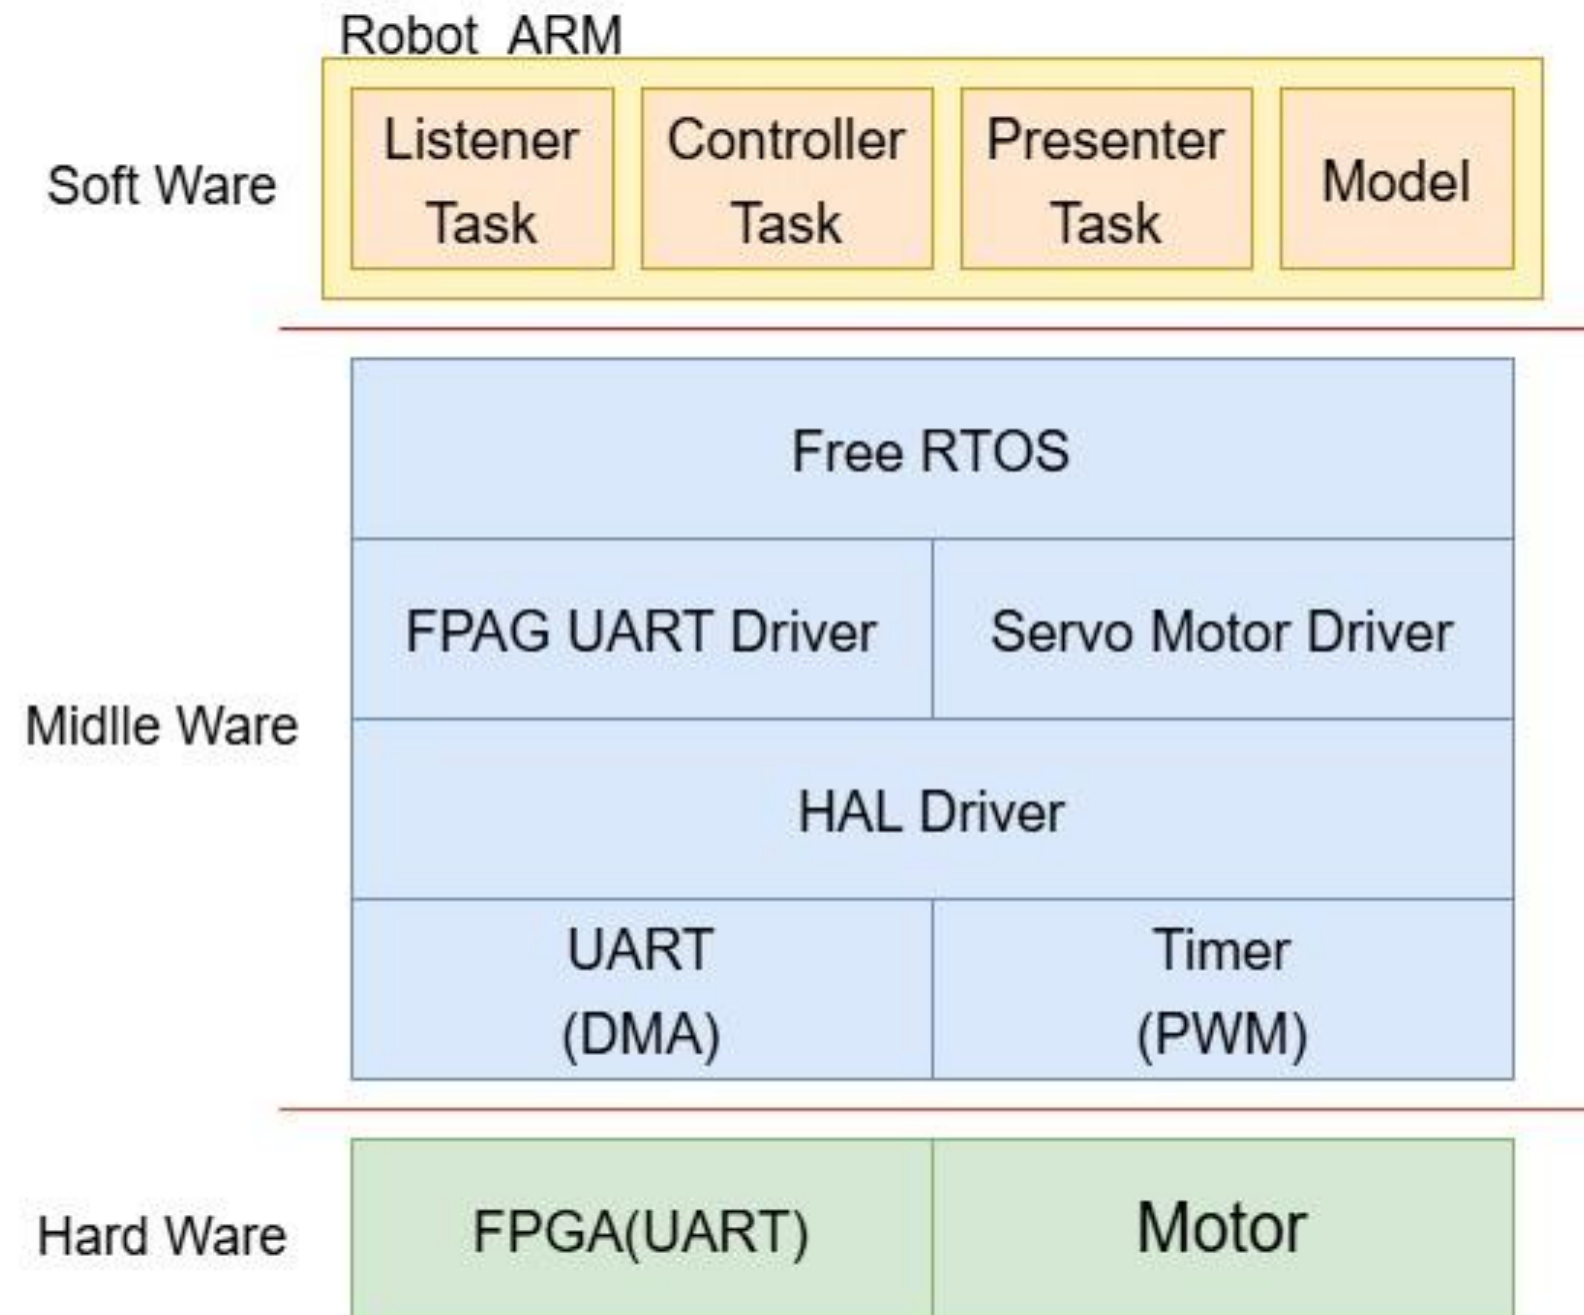 Robot ARM
Soft Ware
Listener
Task
Controller
Task
Presenter
Task
Model
Midlle Ware
Free RTOS
FPAG UART Driver
Servo Motor Driver
HAL Driver
UART
(DMA)
Timer
(PWM)
Hard Ware
FPGA(UART)
Motor